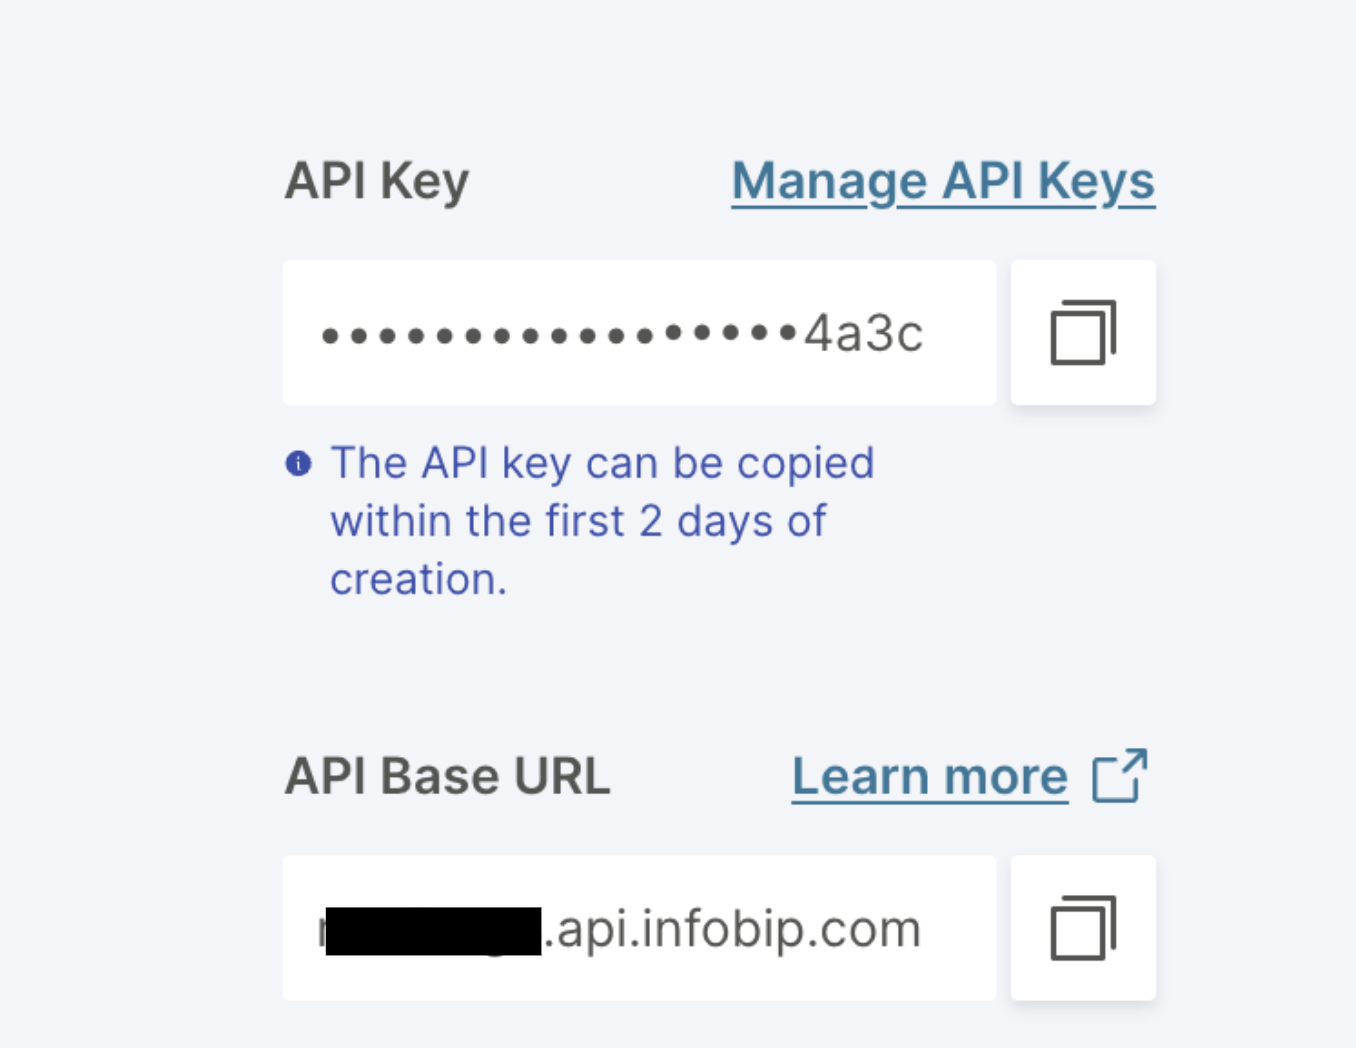 API Key Manage API Keys
•••••••••••••••••4a3c
The API key can be copied
within the first 2 days of
creation.
API Base URL Learn more
.api.infobip.com